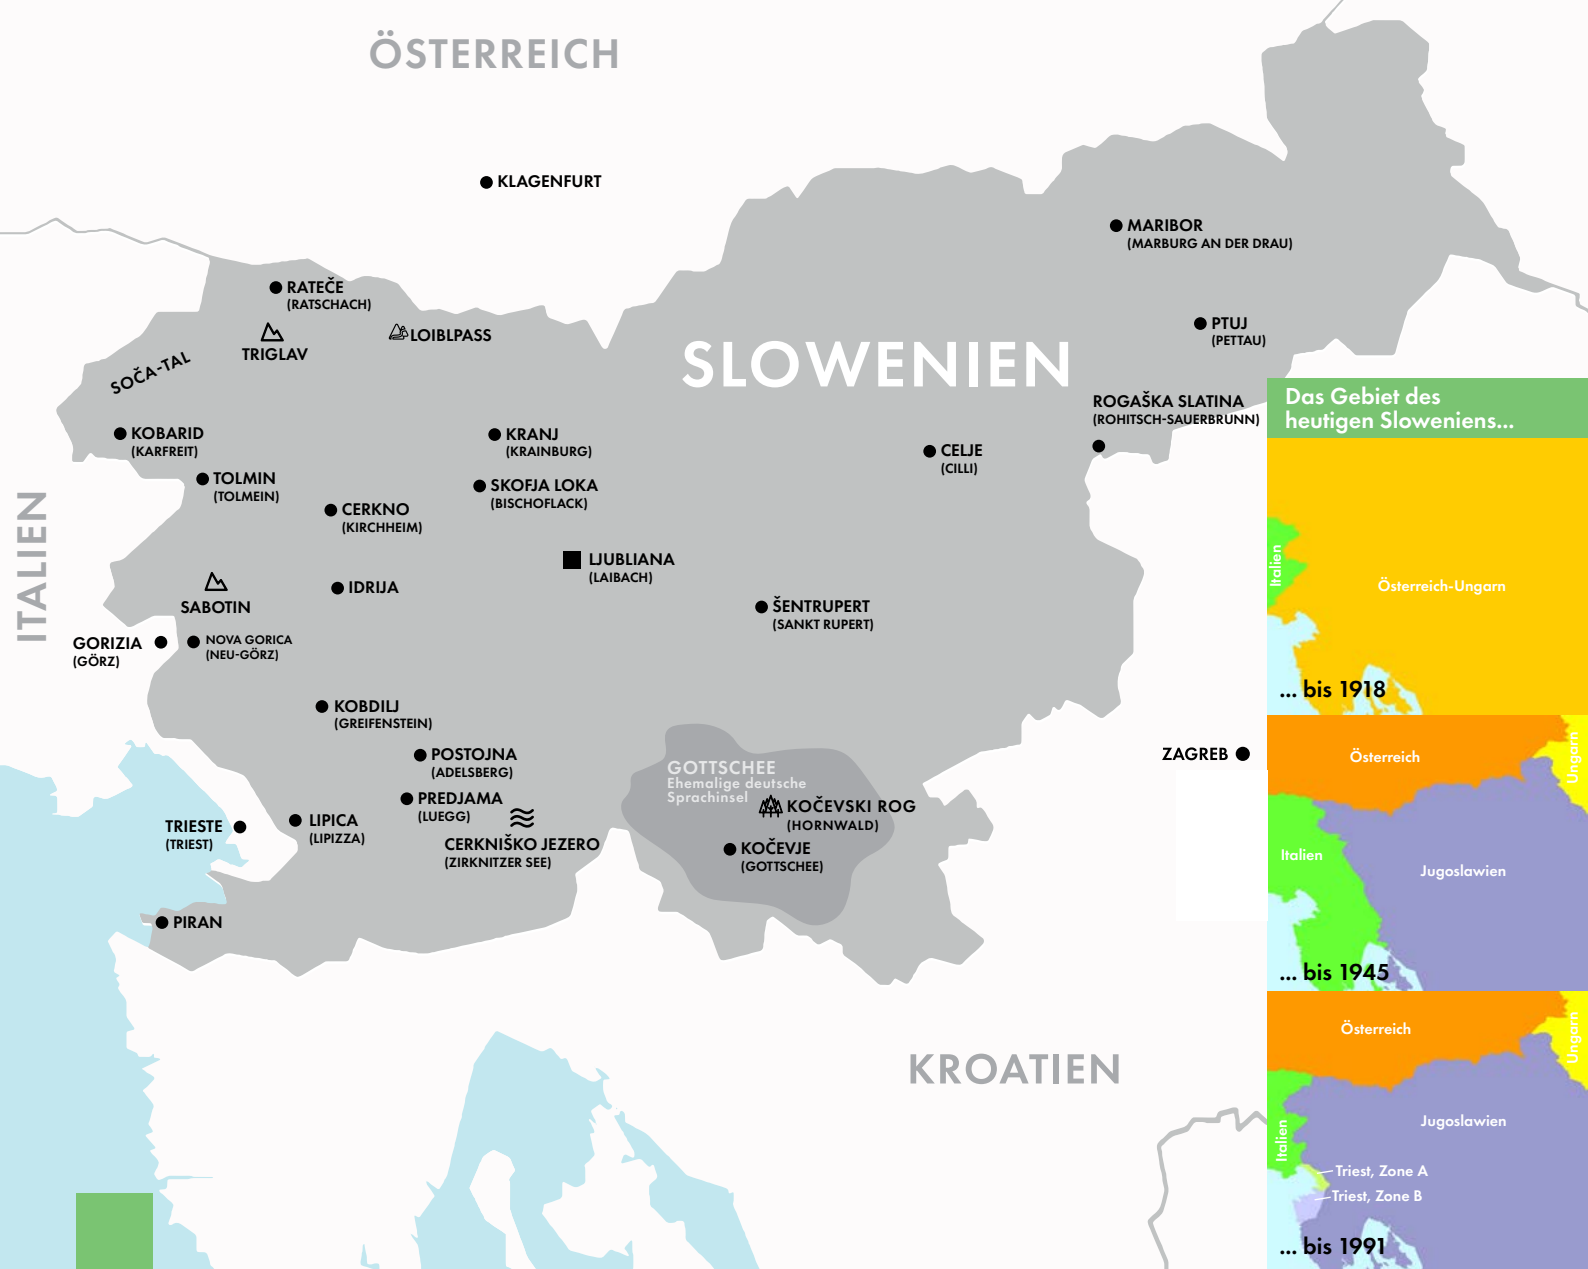 ÖSTERREICH
KLAGENFURT
MARIBOR
(MARBURG AN DER DRAU)
RATEČE
(RATSCHACH)
TRIGLAV
LOIBLPASS
SOČA-TAL
PTUJ
(PETTAU)
SLOWENIEN
ROGAŠKA SLATINA
(ROHITSCH-SAUERBRUNN)
KOBARID
(KARFREIT)
KRANJ
(KRAINBURG)
CELJE
(CILLI)
TOLMIN
(TOLMEIN)
SKOFJA LOKA
(BISCHOFLACK)
CERKNO
(KIRCHHEIM)
ITALIEN
LJUBLIANA
(LAIBACH)
IDRIJA
SABOTIN
ŠENTRUPERT
(SANKT RUPERT)
GORIZIA
(GÖRZ)
NOVA GORICA
(NEU-GÖRZ)
KOBDILJ
(GREIFENSTEIN)
POSTOJNA
(ADELSBERG)
PREDJAMA
(LUEGG)
GOTTSCHEE
Ehemalige deutsche
Sprachinsel
KOČEVSKI ROG
(HORNWALD)
KOČEVJE
(GOTTSCHEE)
ZAGREB
TRIESTE
(TRIEST)
LIPICA
(LIPIZZA)
CERKNIŠKO JEZERO
(ZIRKNITZER SEE)
PIRAN
KROATIEN
Das Gebiet des
heutigen Sloweniens...
Italien
Österreich-Ungarn
... bis 1918
Österreich
Ungarn
Italien
Jugoslawien
... bis 1945
Österreich
Ungarn
Jugoslawien
Italien
Triest, Zone A
Triest, Zone B
... bis 1991